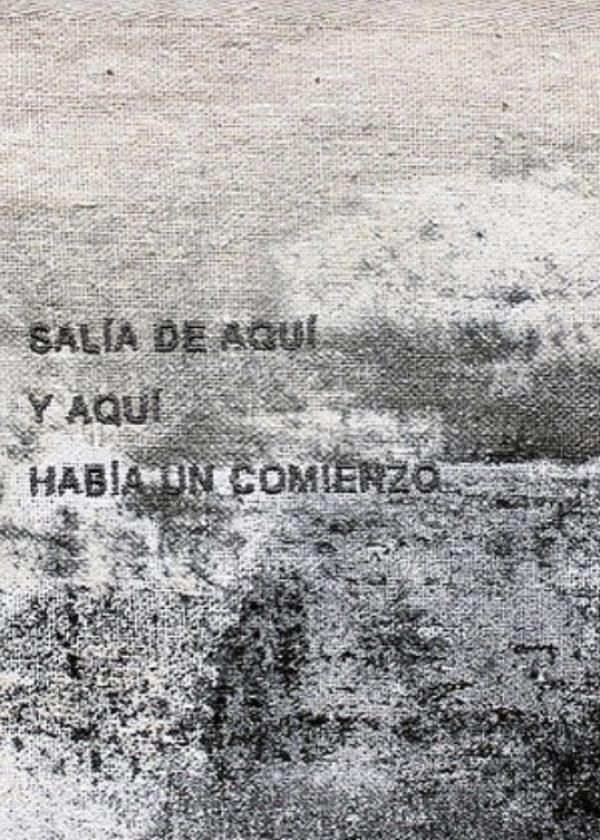 SALÍA DE AQUÍ
Y AQUÍ
HABÍA UN COMIENZO